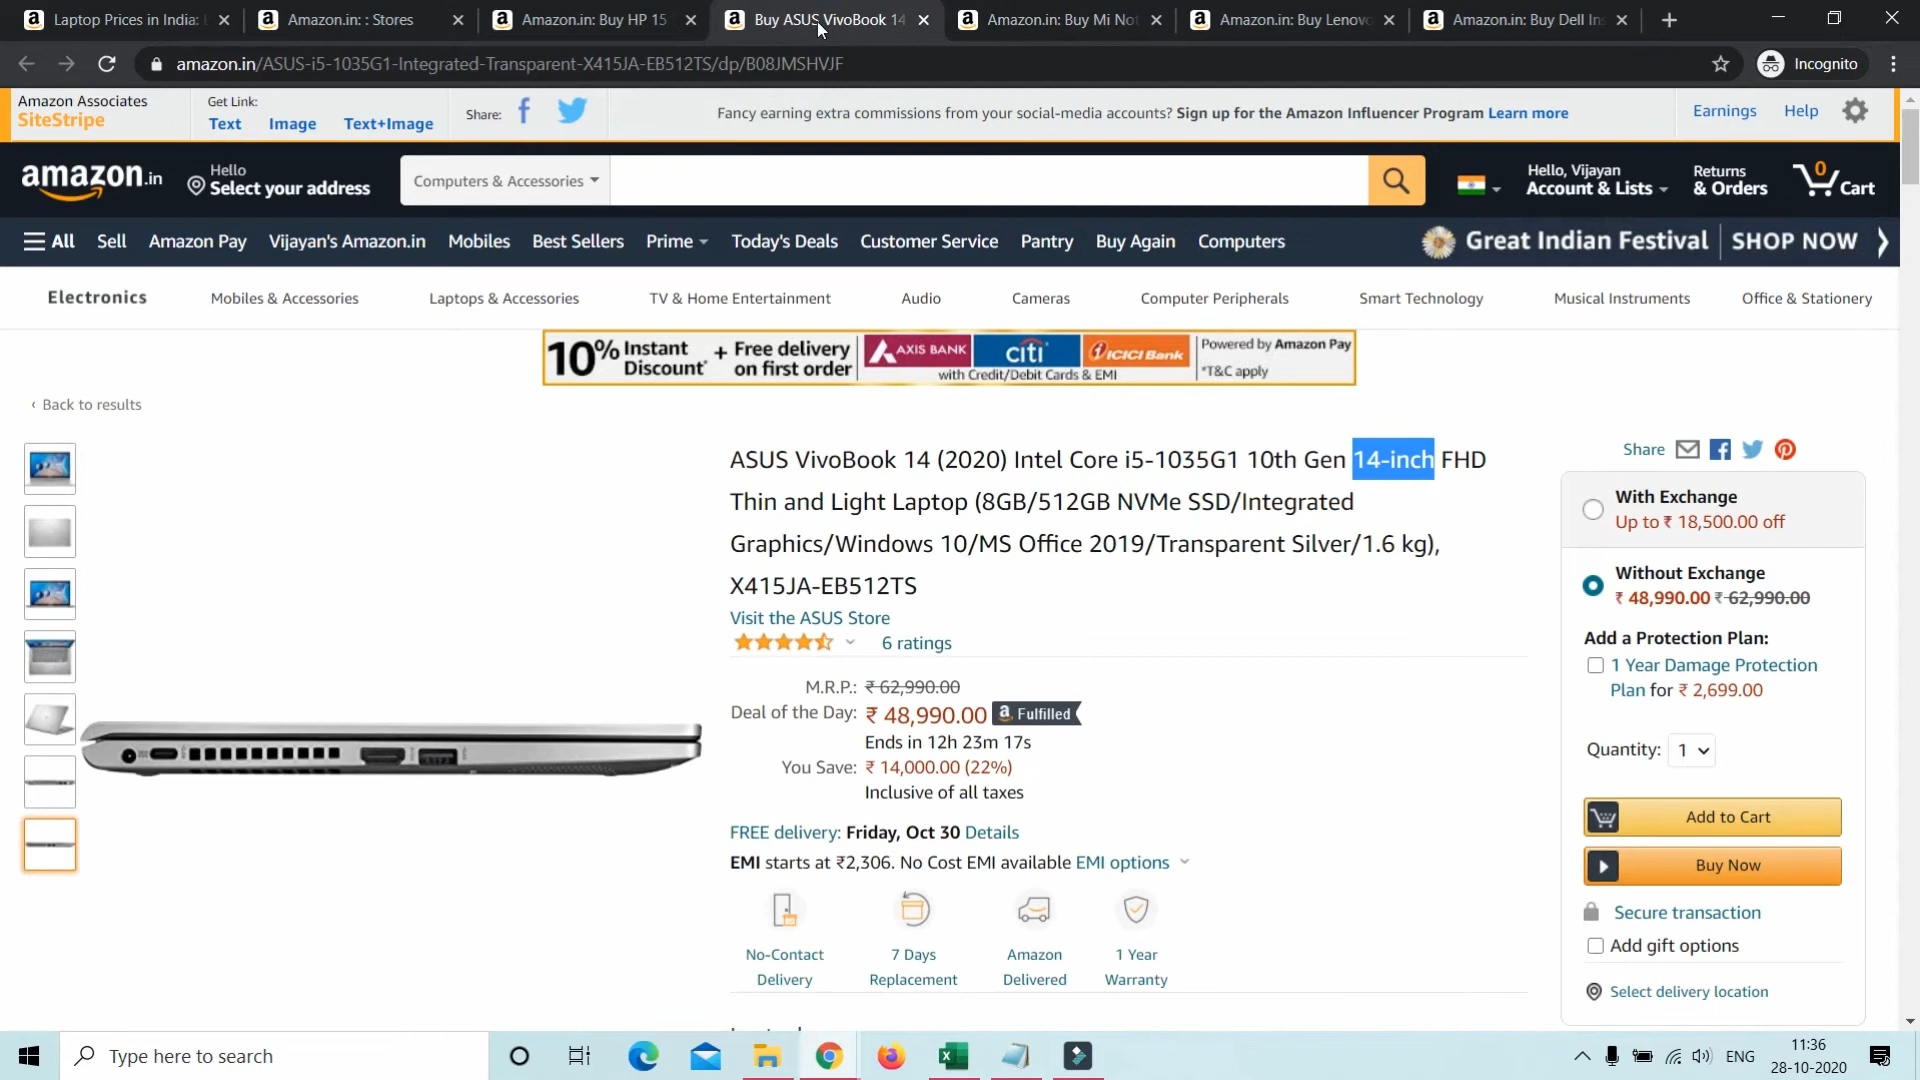 Laptop Prices in India:
Amazon.in: : Stores
Amazon.in: Buy HP 15
Buy ASUS VivoBook 14
Amazon.in: Buy Mi Not
Amazon.in: Buy Lenovo
Amazon.in: Buy Dell Ins
amazon.in/ASUS-i5-1035G1-Integrated-Transparent-X415JA-EB512TS/dp/B08JMSHVJF
Incognito
Amazon Associates
SiteStripe
Get Link:
Text Image Text+Image
Share:
Fancy earning extra commissions from your social-media accounts? Sign up for the Amazon Influencer Program Learn more
Earnings
Help
amazon.in
Hello
Select your address
Computers & Accessories
Hello, Vijayan
Account & Lists
Returns
& Orders
0
Cart
All Sell Amazon Pay Vijayan's Amazon.in Mobiles Best Sellers Prime Today's Deals Customer Service Pantry Buy Again Computers
Great Indian Festival SHOP NOW
Electronics Mobiles & Accessories Laptops & Accessories TV & Home Entertainment Audio Cameras Computer Peripherals Smart Technology Musical Instruments Office & Stationery
10% Instant Discount* + Free delivery on first order
AXIS BANK citi ICICI Bank
with Credit/Debit Cards & EMI
Powered by Amazon Pay
*T&C apply
‹ Back to results
ASUS VivoBook 14 (2020) Intel Core i5-1035G1 10th Gen 14-inch FHD
Thin and Light Laptop (8GB/512GB NVMe SSD/Integrated
Graphics/Windows 10/MS Office 2019/Transparent Silver/1.6 kg),
X415JA-EB512TS
Visit the ASUS Store
6 ratings
M.R.P.: ₹ 62,990.00
Deal of the Day: ₹ 48,990.00 a Fulfilled
Ends in 12h 23m 17s
You Save: ₹ 14,000.00 (22%)
Inclusive of all taxes
FREE delivery: Friday, Oct 30 Details
EMI starts at ₹2,306. No Cost EMI available EMI options
No-Contact
Delivery
7 Days
Replacement
Amazon
Delivered
1 Year
Warranty
Share
With Exchange
Up to ₹ 18,500.00 off
Without Exchange
₹ 48,990.00 ₹ 62,990.00
Add a Protection Plan:
1 Year Damage Protection
Plan for ₹ 2,699.00
Quantity: 1
Add to Cart
Buy Now
Secure transaction
Add gift options
Select delivery location
Type here to search
ENG
11:36
28-10-2020